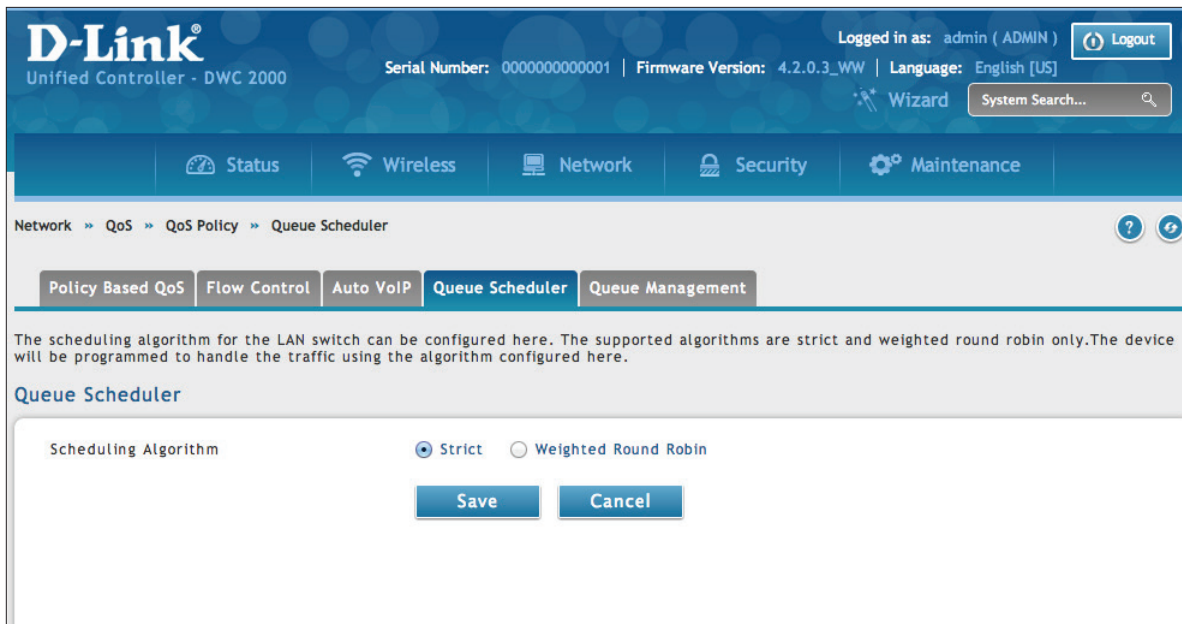 D-Link®
Unified Controller - DWC 2000
Logged in as: admin ( ADMIN )
Logout
Serial Number: 0000000000001 | Firmware Version: 4.2.0.3_WW | Language: English [US]
Wizard
System Search...
Status
Wireless
Network
Security
Maintenance
Network » QoS » QoS Policy » Queue Scheduler
?
Policy Based QoS
Flow Control
Auto VoIP
Queue Scheduler
Queue Management
The scheduling algorithm for the LAN switch can be configured here. The supported algorithms are strict and weighted round robin only.The device
will be programmed to handle the traffic using the algorithm configured here.
Queue Scheduler
Scheduling Algorithm
Strict
Weighted Round Robin
Save
Cancel